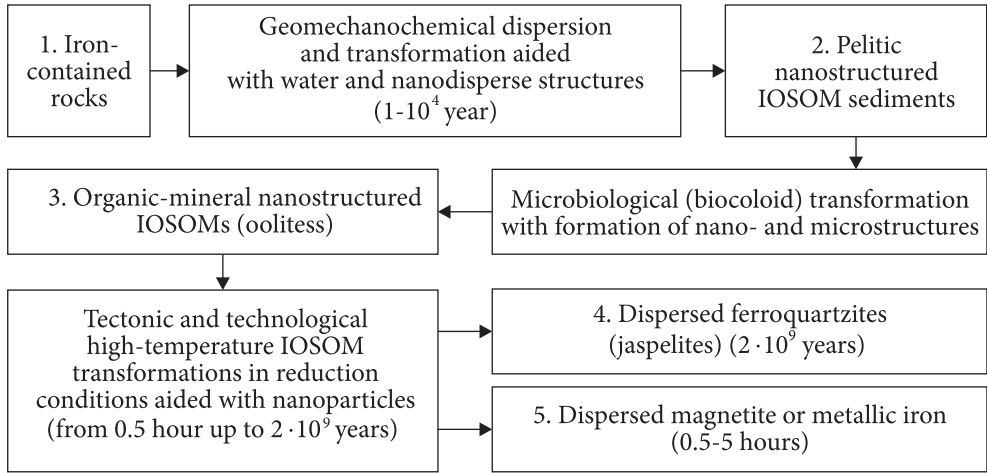 1. Iron-
contained
rocks
Geomechanochemical dispersion
and transformation aided
with water and nanodisperse structures
(1-10⁴ year)
2. Pelitic
nanostructured
IOSOM sediments
3. Organic-mineral nanostructured
IOSOMs (oolitess)
Microbiological (biocoloid) transformation
with formation of nano- and microstructures
Tectonic and technological
high-temperature IOSOM
transformations in reduction
conditions aided with nanoparticles
(from 0.5 hour up to 2·10⁹ years)
4. Dispersed ferroquartzites
(jaspelites) (2·10⁹ years)
5. Dispersed magnetite or metallic iron
(0.5-5 hours)